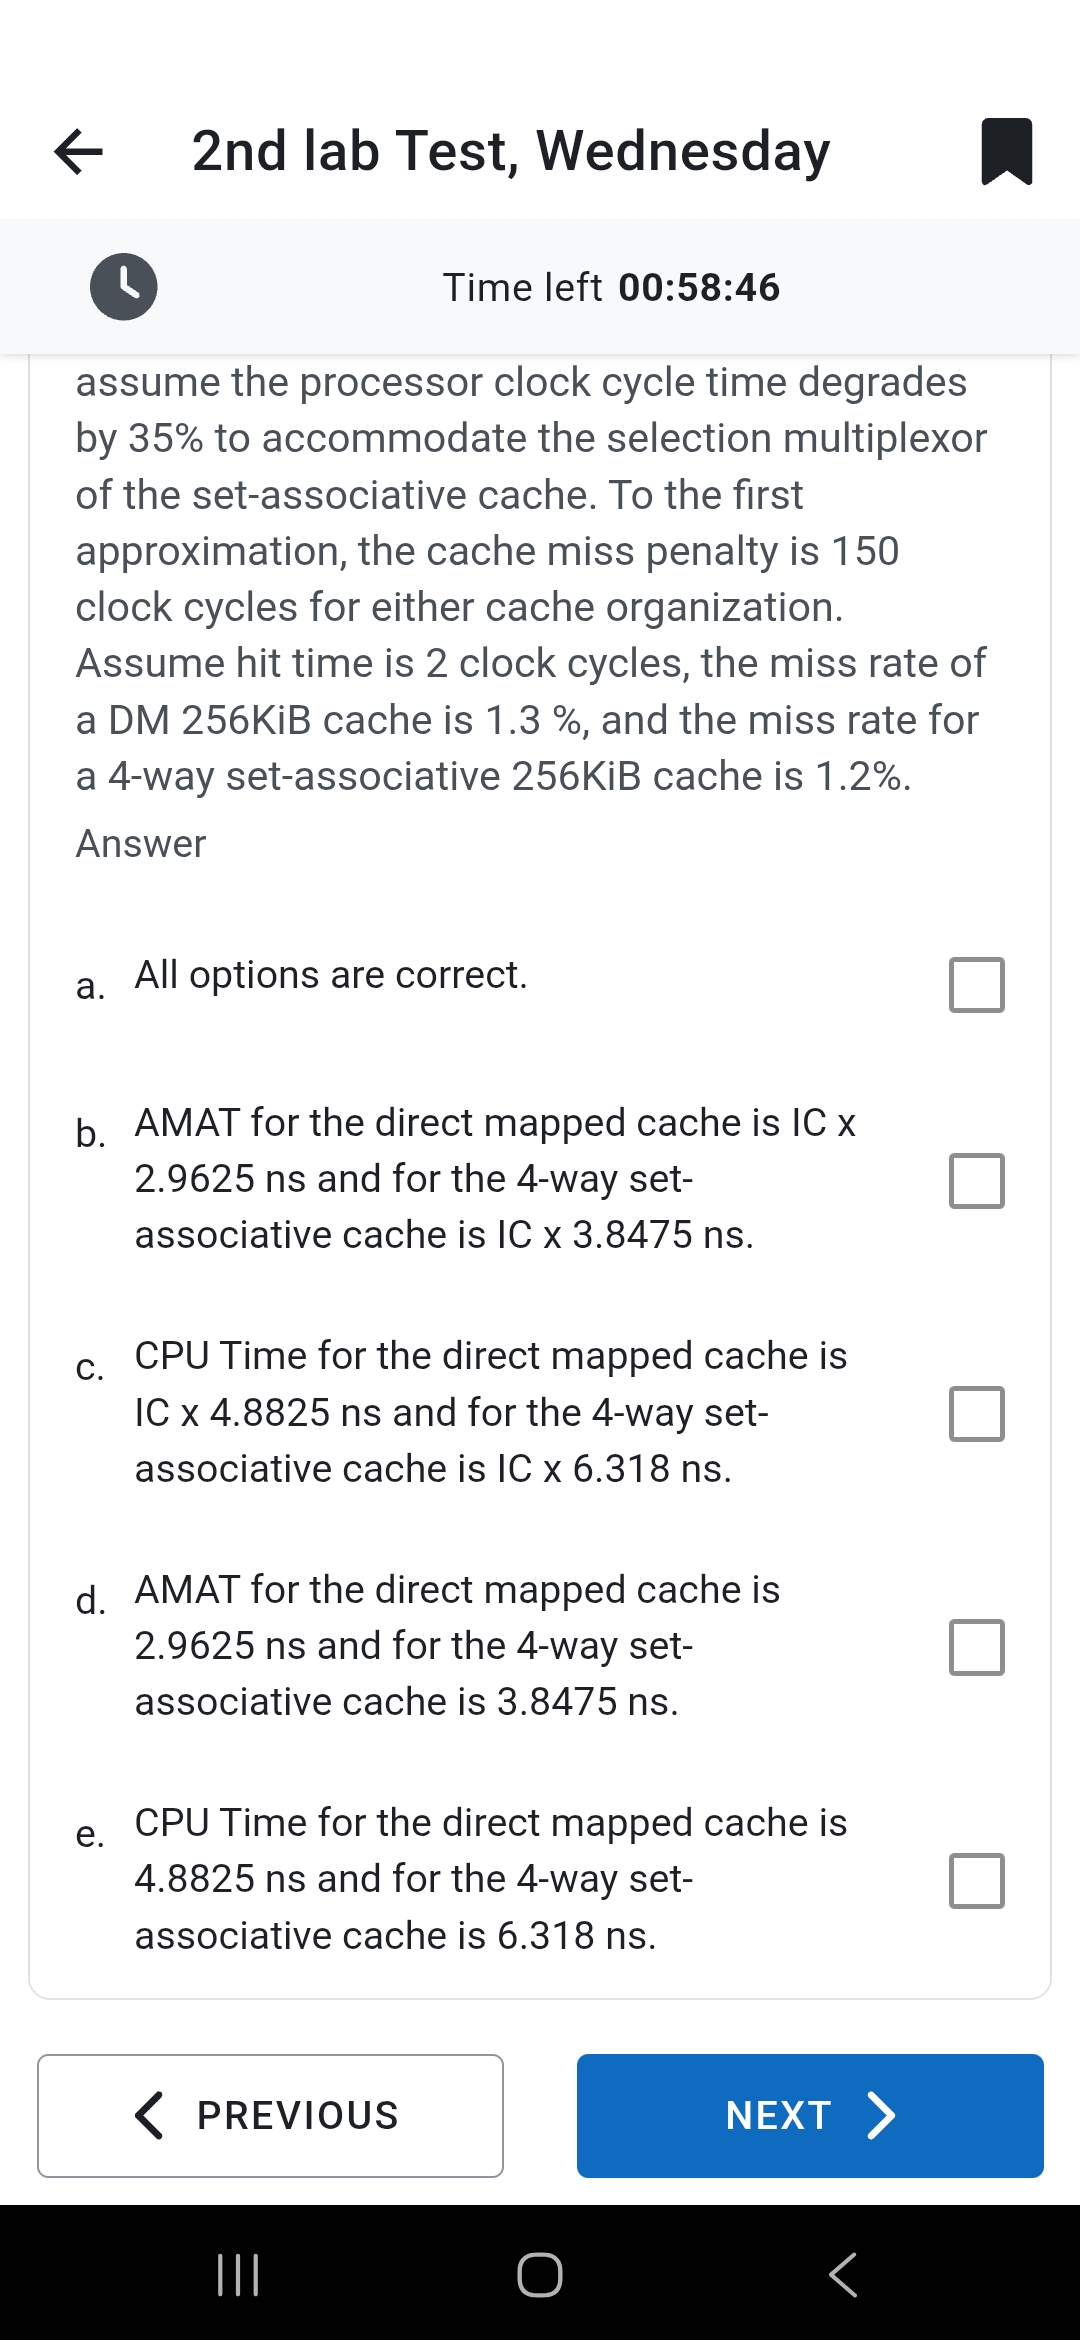 2nd lab Test, Wednesday
Time left 00:58:46
assume the processor clock cycle time degrades
by 35% to accommodate the selection multiplexor
of the set-associative cache. To the first
approximation, the cache miss penalty is 150
clock cycles for either cache organization.
Assume hit time is 2 clock cycles, the miss rate of
a DM 256KiB cache is 1.3 %, and the miss rate for
a 4-way set-associative 256KiB cache is 1.2%.
Answer
a. All options are correct.
b. AMAT for the direct mapped cache is IC x
2.9625 ns and for the 4-way set-
associative cache is IC x 3.8475 ns.
c. CPU Time for the direct mapped cache is
IC x 4.8825 ns and for the 4-way set-
associative cache is IC x 6.318 ns.
d. AMAT for the direct mapped cache is
2.9625 ns and for the 4-way set-
associative cache is 3.8475 ns.
e. CPU Time for the direct mapped cache is
4.8825 ns and for the 4-way set-
associative cache is 6.318 ns.
PREVIOUS
NEXT